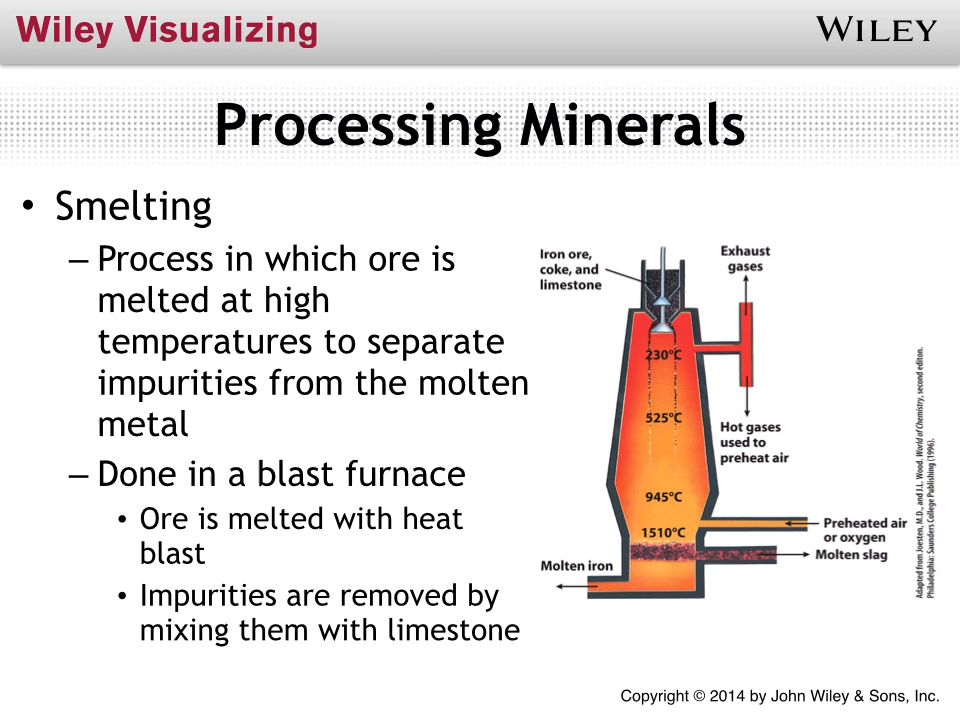 Wiley Visualizing
WILEY
Processing Minerals
• Smelting
– Process in which ore is
melted at high
temperatures to separate
impurities from the molten
metal
– Done in a blast furnace
• Ore is melted with heat
blast
• Impurities are removed by
mixing them with limestone
Iron ore,
coke, and
limestone
Exhaust
gases
230°C
525°C
Hot gases
used to
preheat air
945°C
1510°C
Preheated air
or oxygen
Molten slag
Molten iron
Adapted from Joesten, M.D., and J.L. Wood. World of Chemistry, second editon.
Philadelphia: Saunders College Publishing (1996).
Copyright © 2014 by John Wiley & Sons, Inc.